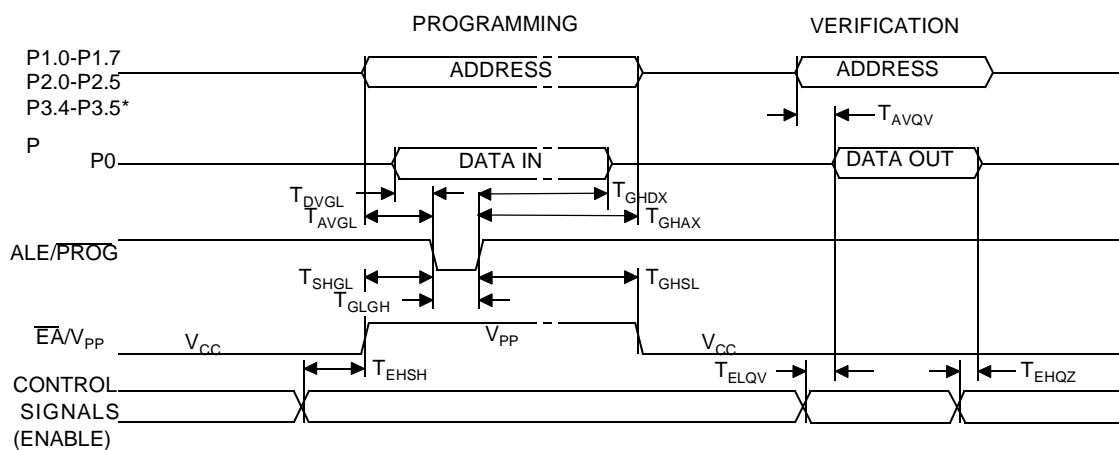 PROGRAMMING
VERIFICATION
P1.0-P1.7
P2.0-P2.5
P3.4-P3.5*
ADDRESS
ADDRESS
TAVQV
P
P0
DATA IN
DATA OUT
TDVGL
TGHDX
TAVGL
TGHAX
ALE/PROG
TSHGL
TGHSL
TGLGH
EA/VPP
VCC
VPP
VCC
TEHSH
TELQV
TEHQZ
CONTROL
SIGNALS
(ENABLE)